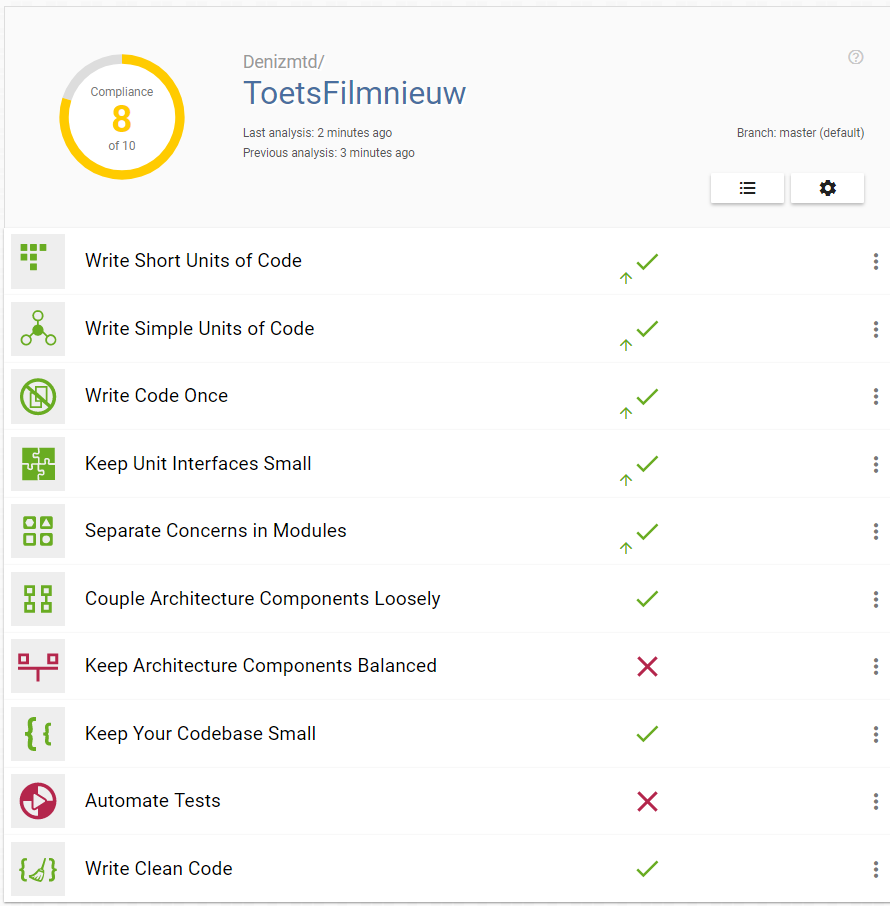 Compliance
8
of 10
Denizmtd/
ToetsFilmnieuw
Last analysis: 2 minutes ago
Previous analysis: 3 minutes ago
Branch: master (default)
Write Short Units of Code
Write Simple Units of Code
Write Code Once
Keep Unit Interfaces Small
Separate Concerns in Modules
Couple Architecture Components Loosely
Keep Architecture Components Balanced
Keep Your Codebase Small
Automate Tests
Write Clean Code